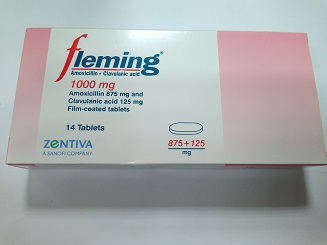 fleming®
Amoxicillin - Clavulanic acid
1000 mg
Amoxicillin 875 mg and
Clavulanic acid 125 mg
Film-coated tablets
14 Tablets
875+125
mg
ZENTIVA
A SANOFI COMPANY